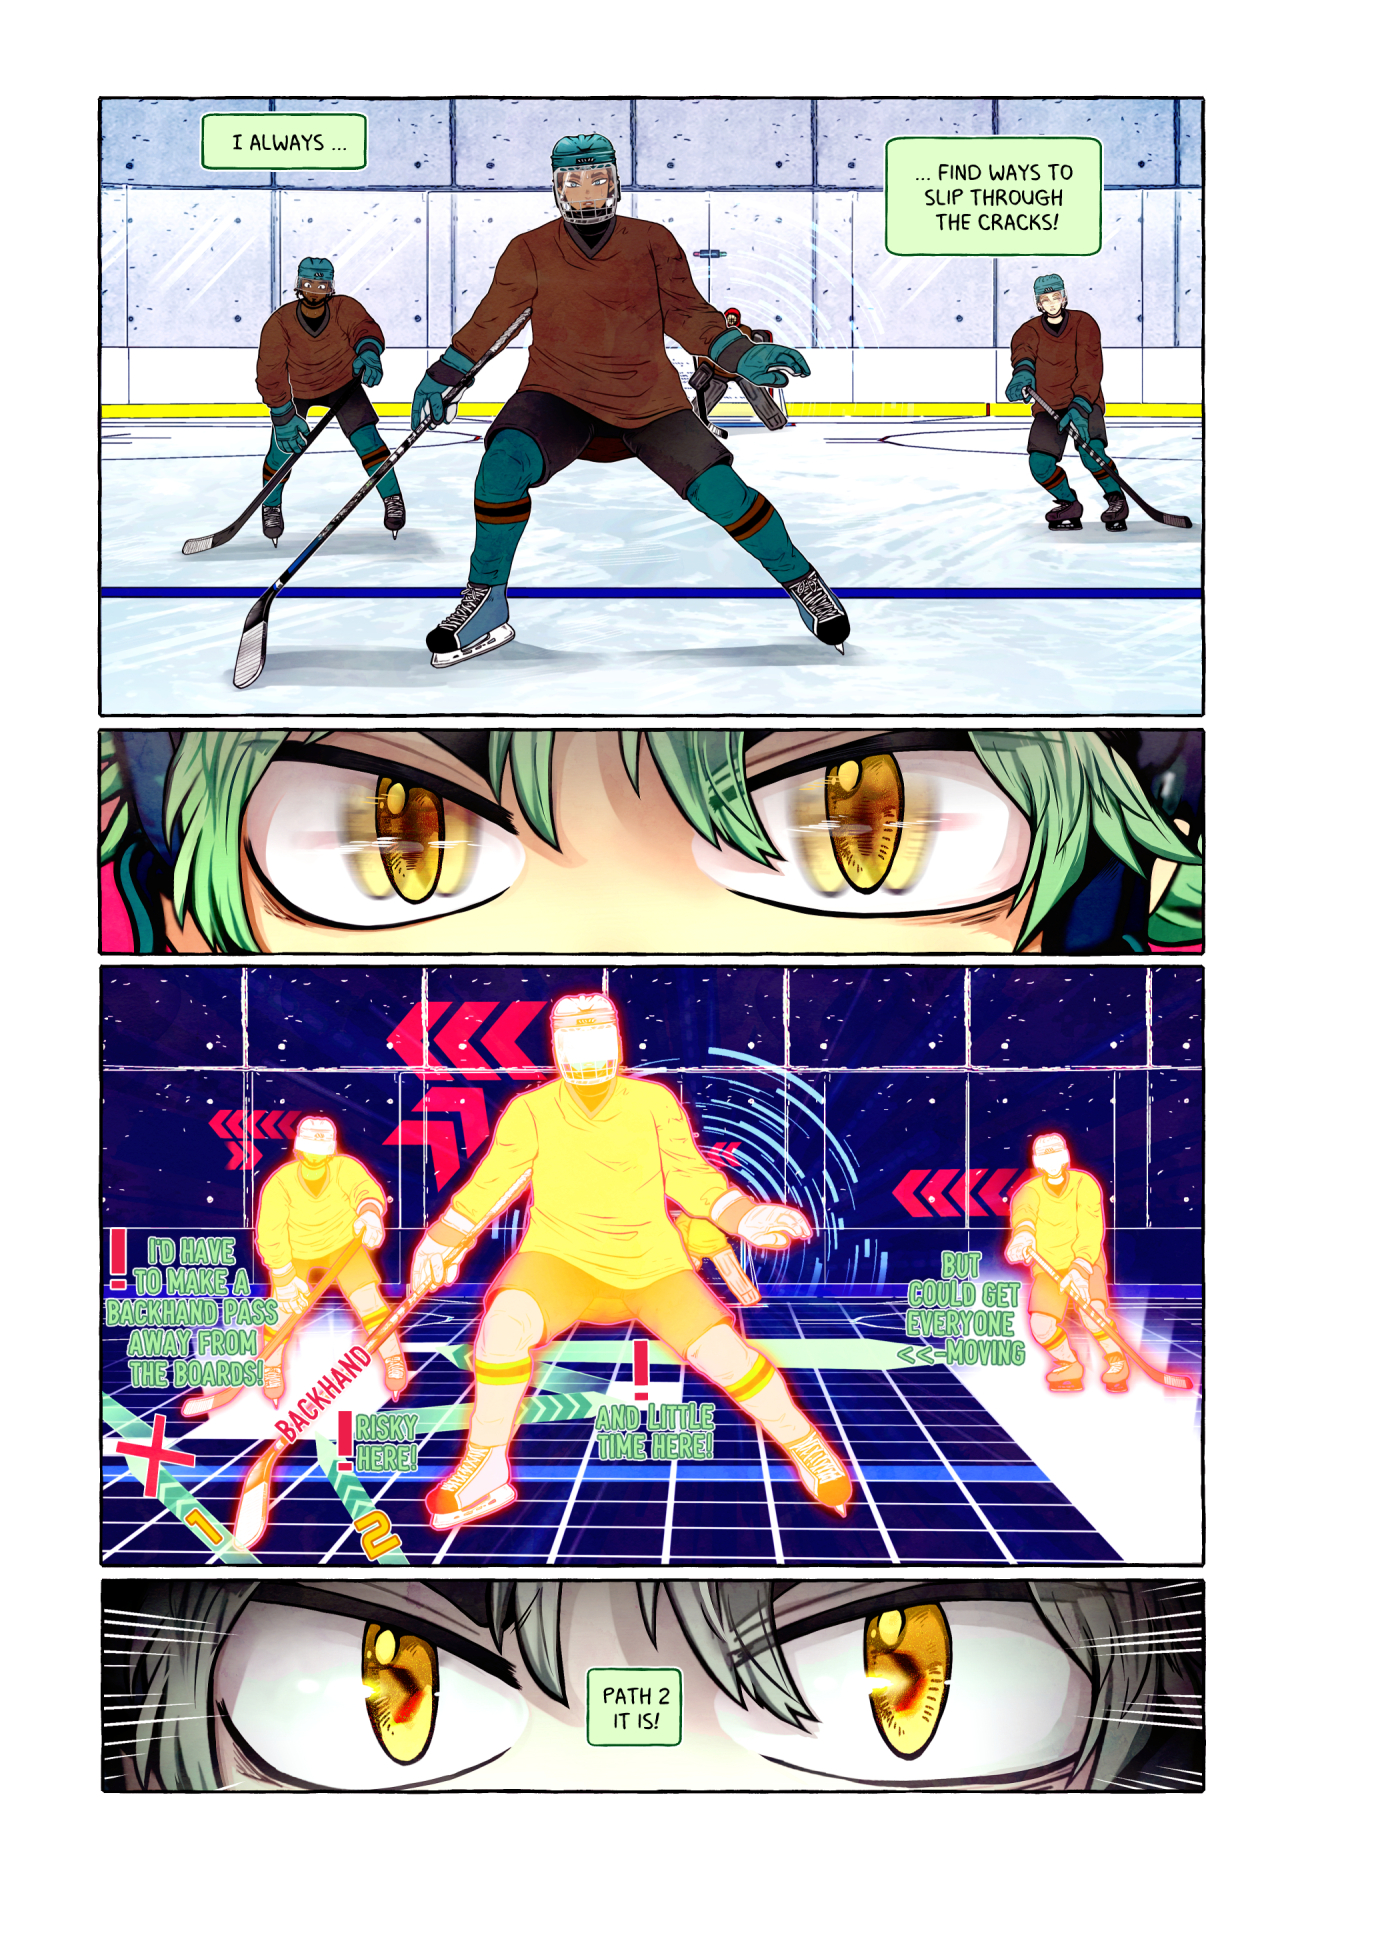 I ALWAYS ...
... FIND WAYS TO
SLIP THROUGH
THE CRACKS!
! I'D HAVE
TO MAKE A
BACKHAND PASS
AWAY FROM
THE BOARDS!
BUT
COULD GET
EVERYONE
<<-MOVING
BACKHAND
! RISKY
HERE!
!
AND LITTLE
TIME HERE!
1
2
PATH 2
IT IS!